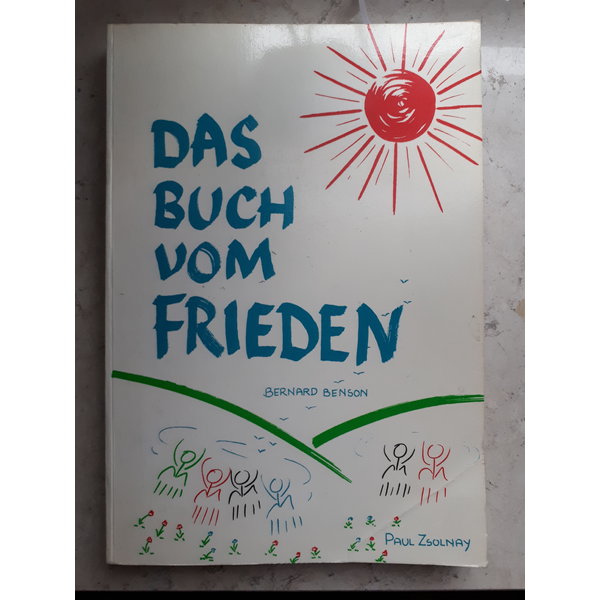 DAS
BUCH
VOM
FRIEDEN
BERNARD BENSON
PAUL ZSOLNAY